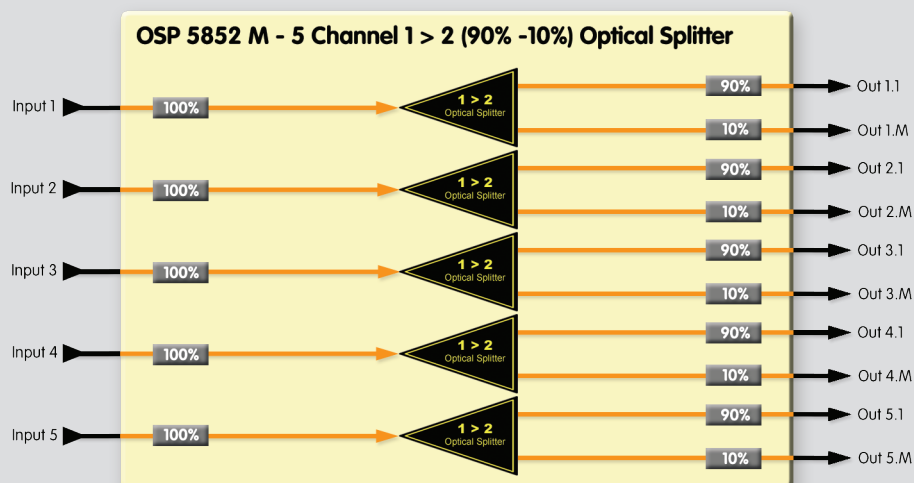 OSP 5852 M - 5 Channel 1 > 2 (90% -10%) Optical Splitter
Input 1
100%
1 > 2
Optical Splitter
90%
Out 1.1
10%
Out 1.M
Input 2
100%
1 > 2
Optical Splitter
90%
Out 2.1
10%
Out 2.M
Input 3
100%
1 > 2
Optical Splitter
90%
Out 3.1
10%
Out 3.M
Input 4
100%
1 > 2
Optical Splitter
90%
Out 4.1
10%
Out 4.M
Input 5
100%
1 > 2
Optical Splitter
90%
Out 5.1
10%
Out 5.M